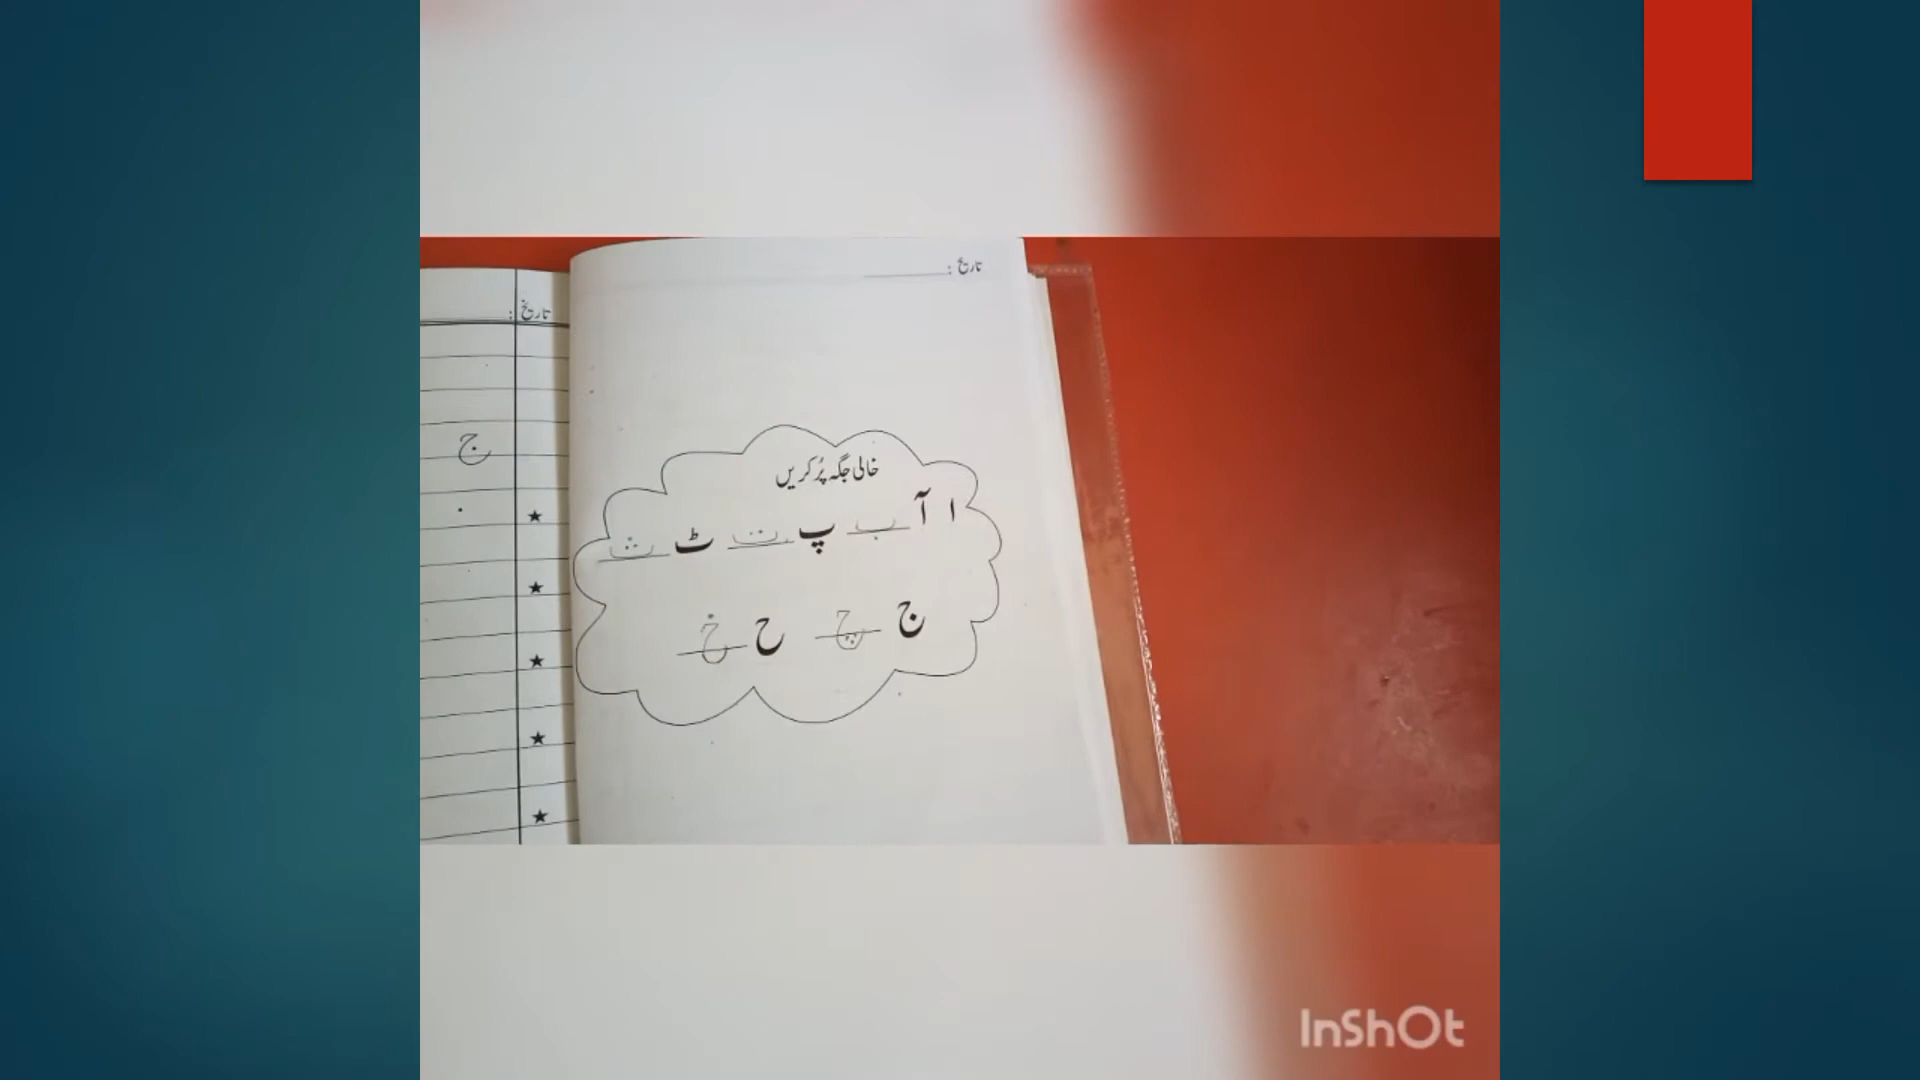 تاریخ :
خالی جگہ پُر کریں
ا آ ب پ ت ٹ ث
ج چ ح خ
تاریخ :
ج
InShOt